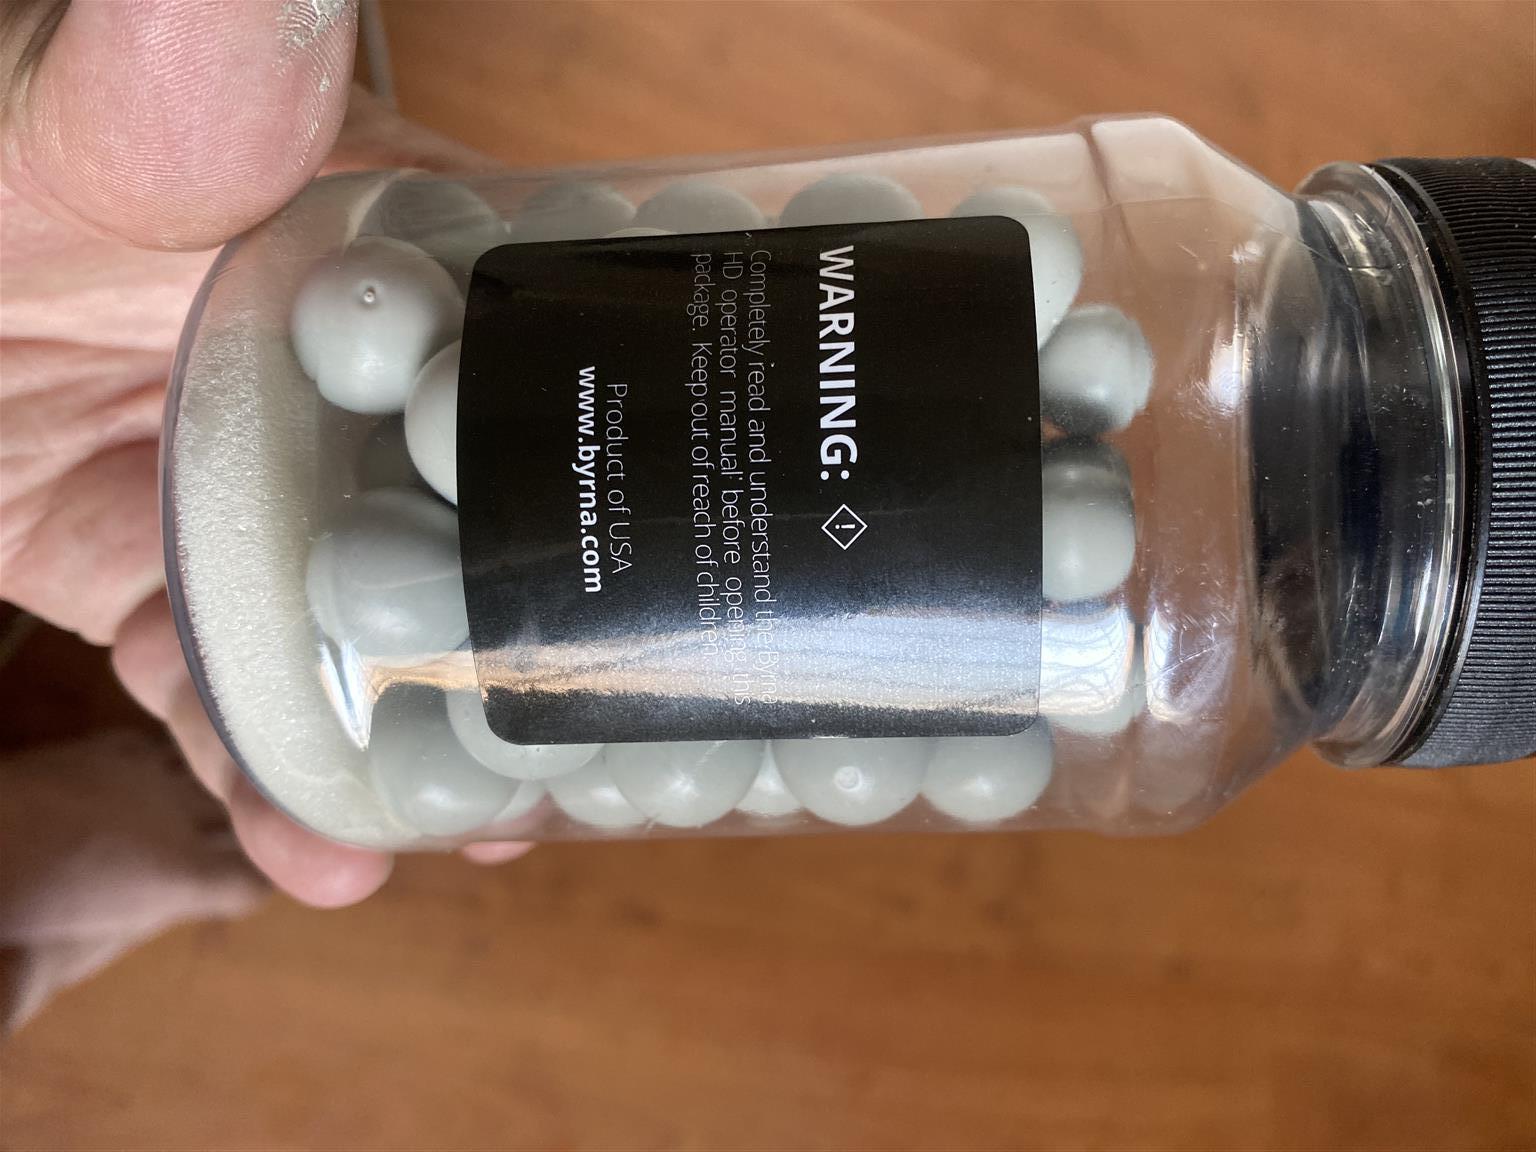 WARNING:
Completely read and understand the Byrna
HD operator manual before opening this
package. Keep out of reach of children.
Product of USA
www.byrna.com